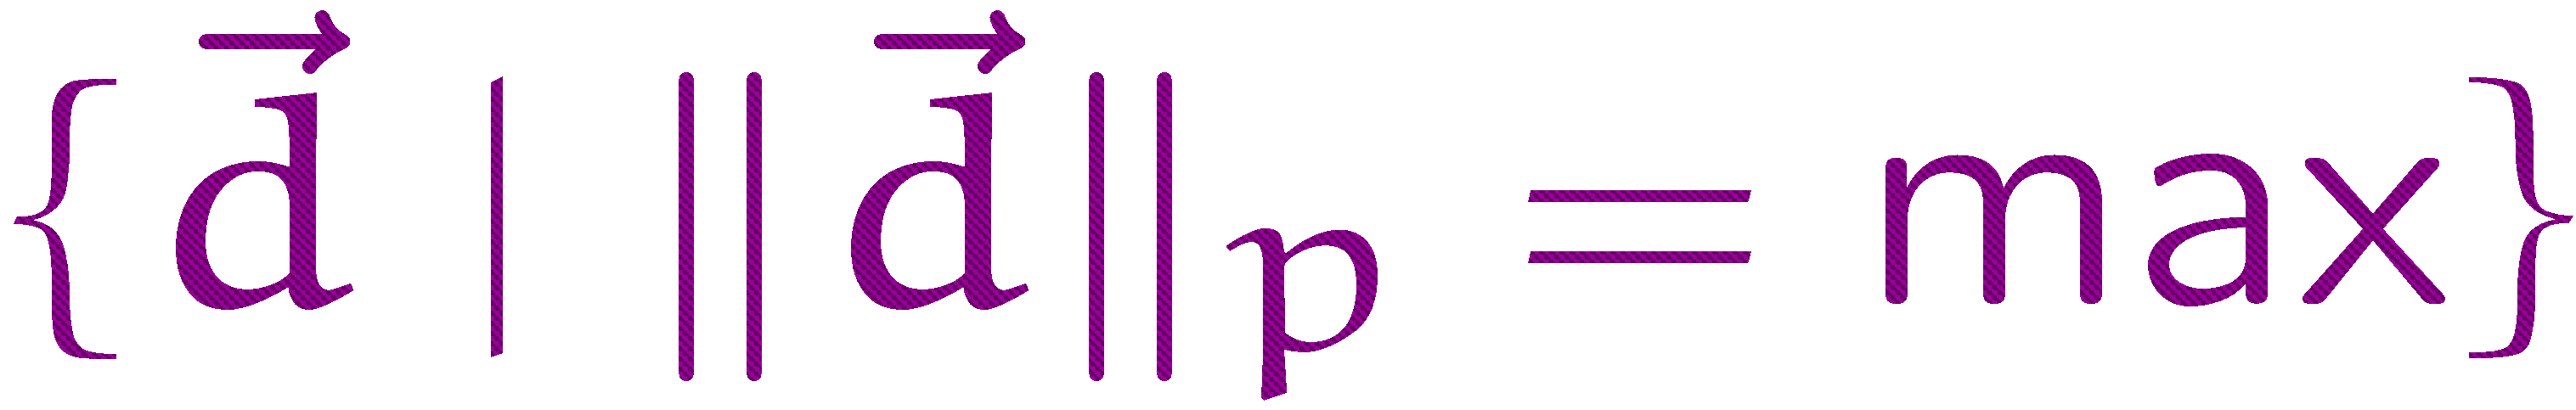 {d⃗ | ‖d⃗‖ₚ = max}